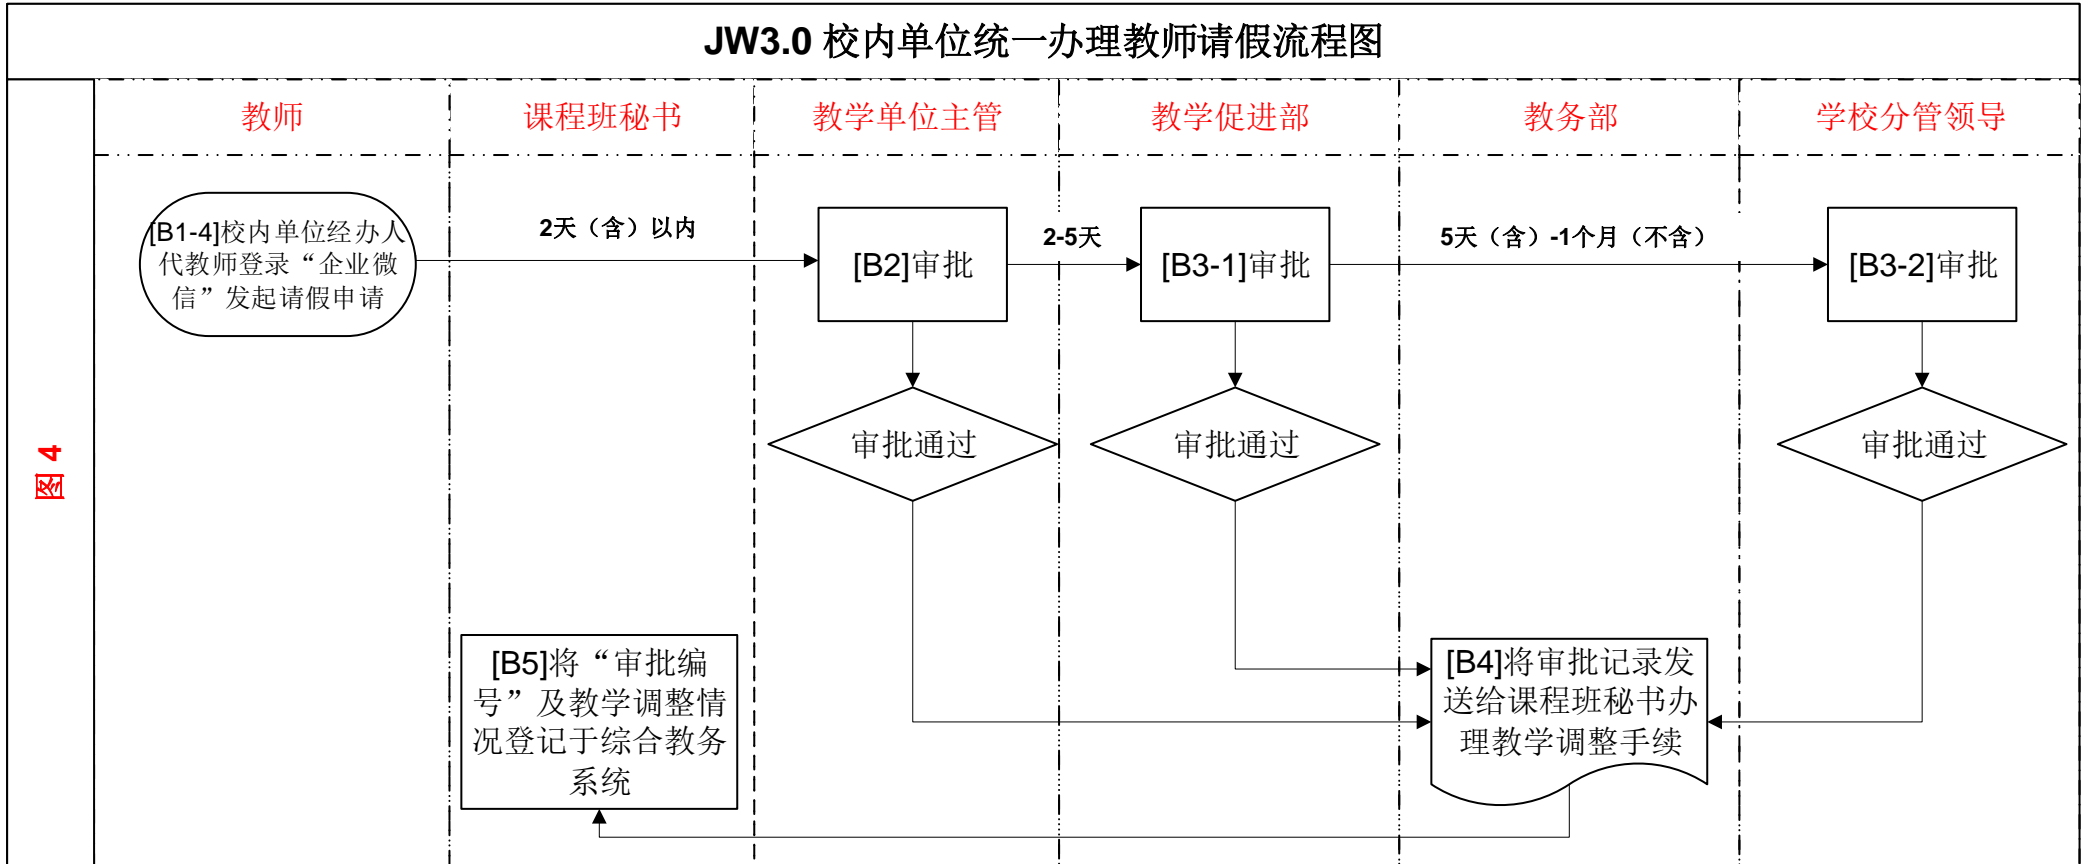 JW3.0 校内单位统一办理教师请假流程图
图 4
教师
课程班秘书
教学单位主管
教学促进部
教务部
学校分管领导
[B1-4]校内单位经办人
代教师登录“企业微
信”发起请假申请
2天（含）以内
[B2]审批
2-5天
[B3-1]审批
5天（含）-1个月（不含）
[B3-2]审批
审批通过
审批通过
审批通过
[B5]将“审批编
号”及教学调整情
况登记于综合教务
系统
[B4]将审批记录发
送给课程班秘书办
理教学调整手续